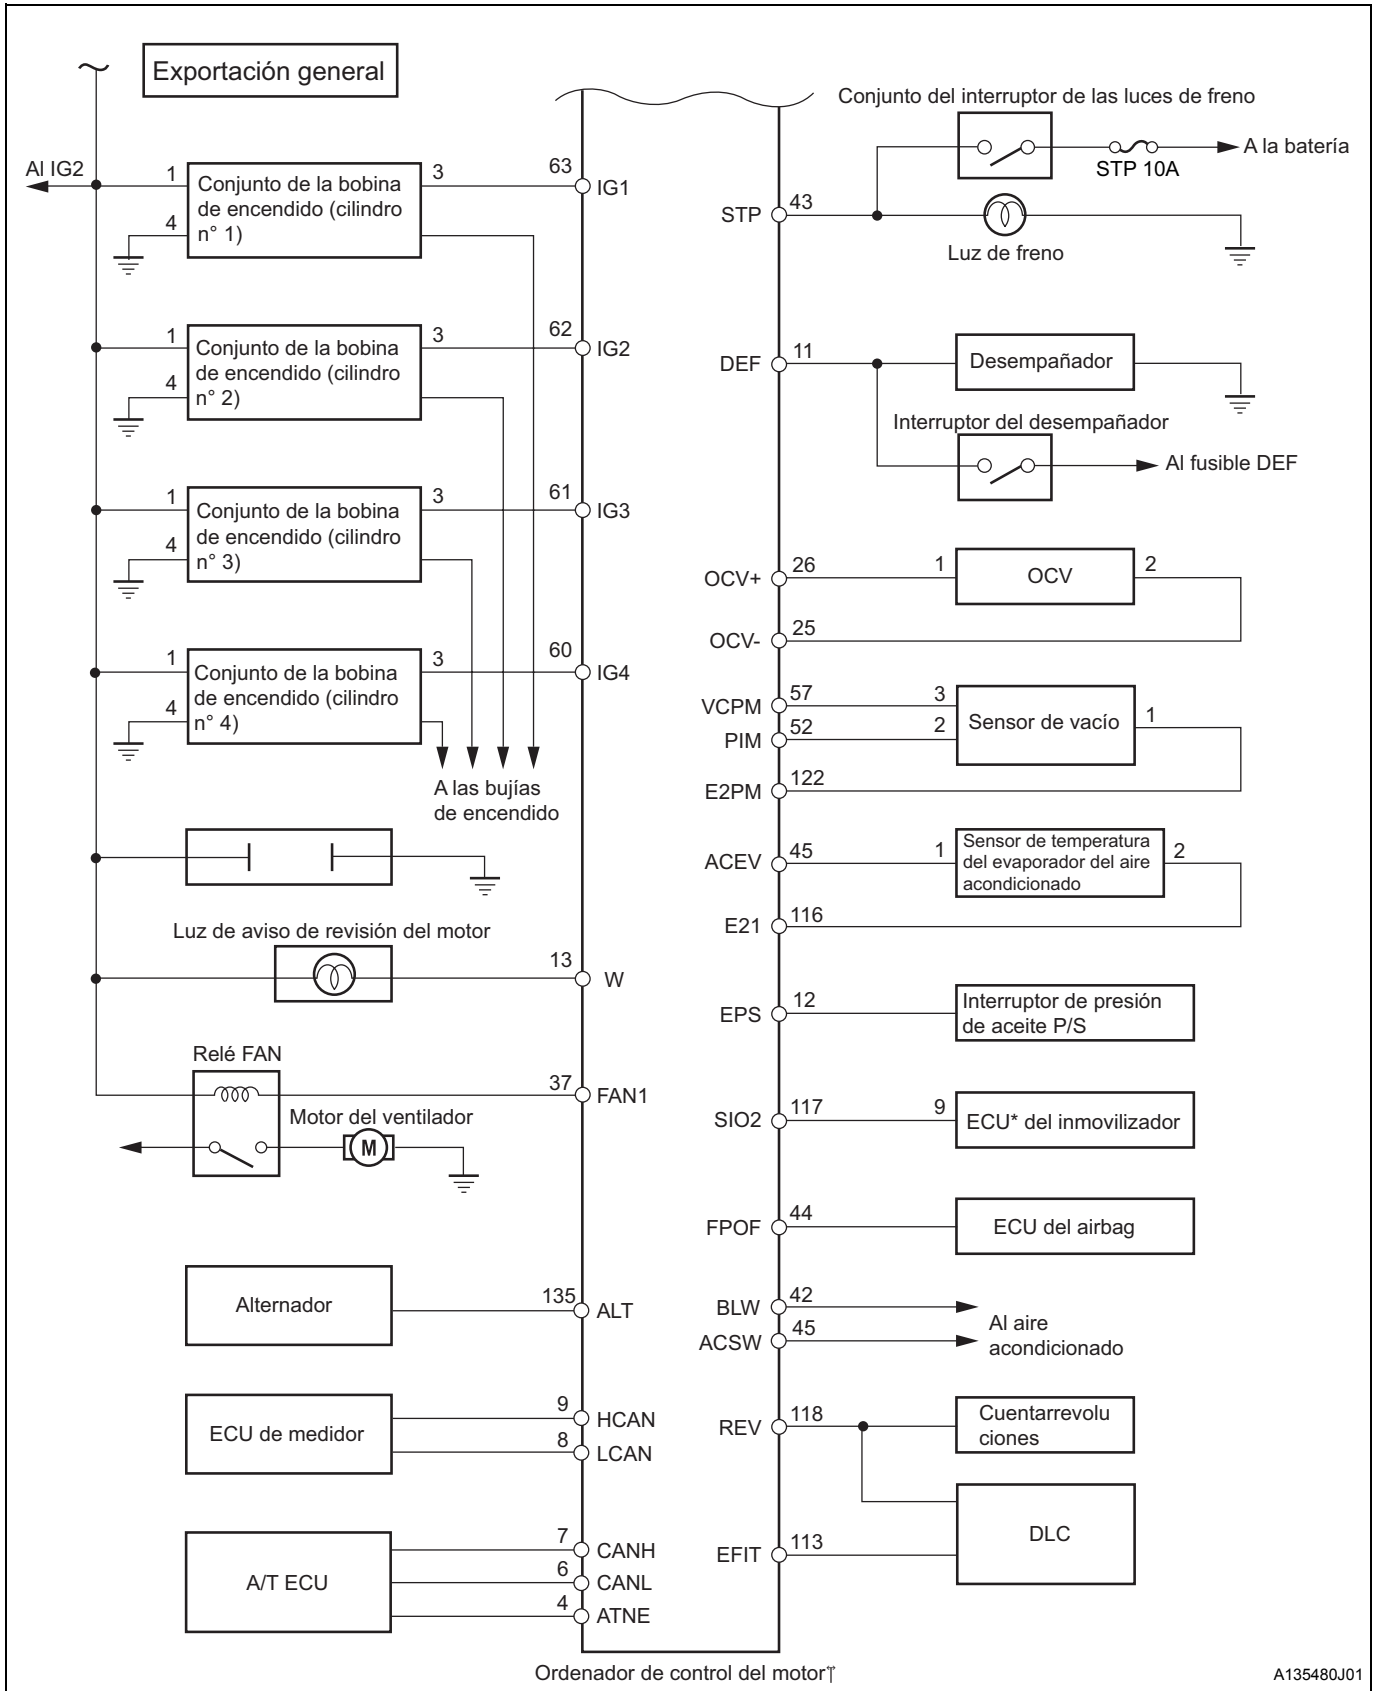 Exportación general
Al IG2
1
Conjunto de la bobina
de encendido (cilindro
n° 1)
3
4
63
IG1
1
Conjunto de la bobina
de encendido (cilindro
n° 2)
3
4
62
IG2
1
Conjunto de la bobina
de encendido (cilindro
n° 3)
3
4
61
IG3
1
Conjunto de la bobina
de encendido (cilindro
n° 4)
3
4
60
IG4
A las bujías
de encendido
Luz de aviso de revisión del motor
13
W
Relé FAN
37
FAN1
Motor del ventilador
M
Alternador
135
ALT
ECU de medidor
9
HCAN
8
LCAN
A/T ECU
7
CANH
6
CANL
4
ATNE
Conjunto del interruptor de las luces de freno
A la batería
STP 10A
STP
43
Luz de freno
DEF
11
Desempañador
Interruptor del desempañador
Al fusible DEF
OCV+
26
1
OCV
2
OCV-
25
VCPM
57
3
PIM
52
2
Sensor de vacío
1
E2PM
122
ACEV
45
1
Sensor de temperatura
del evaporador del aire
acondicionado
2
E21
116
EPS
12
Interruptor de presión
de aceite P/S
SIO2
117
9
ECU* del inmovilizador
FPOF
44
ECU del airbag
BLW
42
ACSW
45
Al aire
acondicionado
REV
118
Cuentarrevolu
ciones
EFIT
113
DLC
Ordenador de control del motor
A135480J01